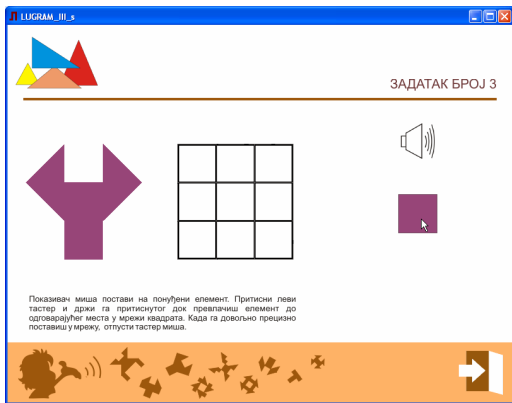 LUGRAM_III_s
ЗАДАТАК БРОЈ 3
Показивач миша постави на понуђени елемент. Притисни леви
тастер и држи га притиснутог док превлачиш елемент до
одговарајућег места у мрежи квадрата. Када га довољно прецизно
поставиш у мрежу, отпусти тастер миша.